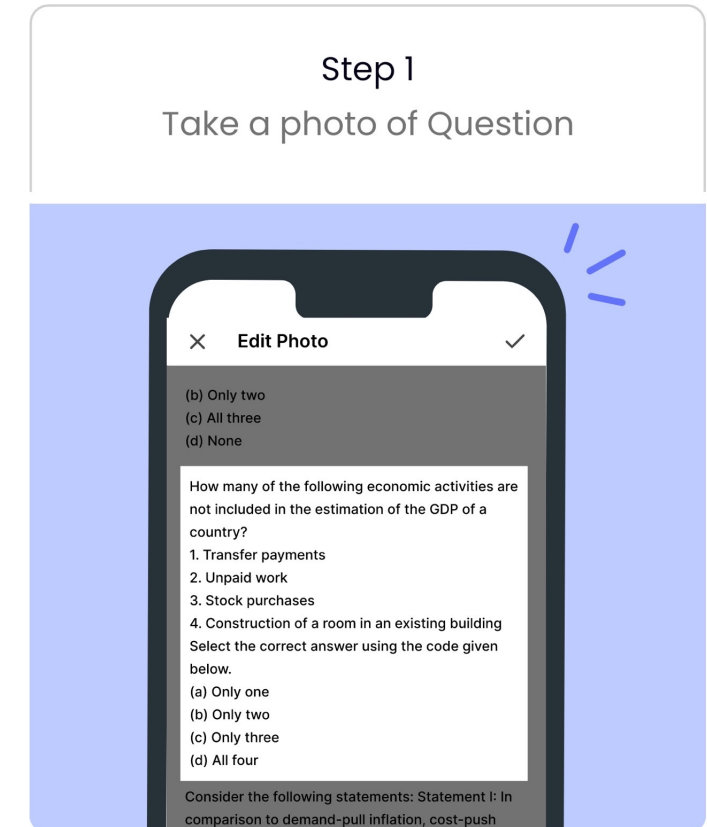 Step 1
Take a photo of Question
Edit Photo
(b) Only two
(c) All three
(d) None
How many of the following economic activities are
not included in the estimation of the GDP of a
country?
1. Transfer payments
2. Unpaid work
3. Stock purchases
4. Construction of a room in an existing building
Select the correct answer using the code given
below.
(a) Only one
(b) Only two
(c) Only three
(d) All four
Consider the following statements: Statement I: In
comparison to demand-pull inflation, cost-push